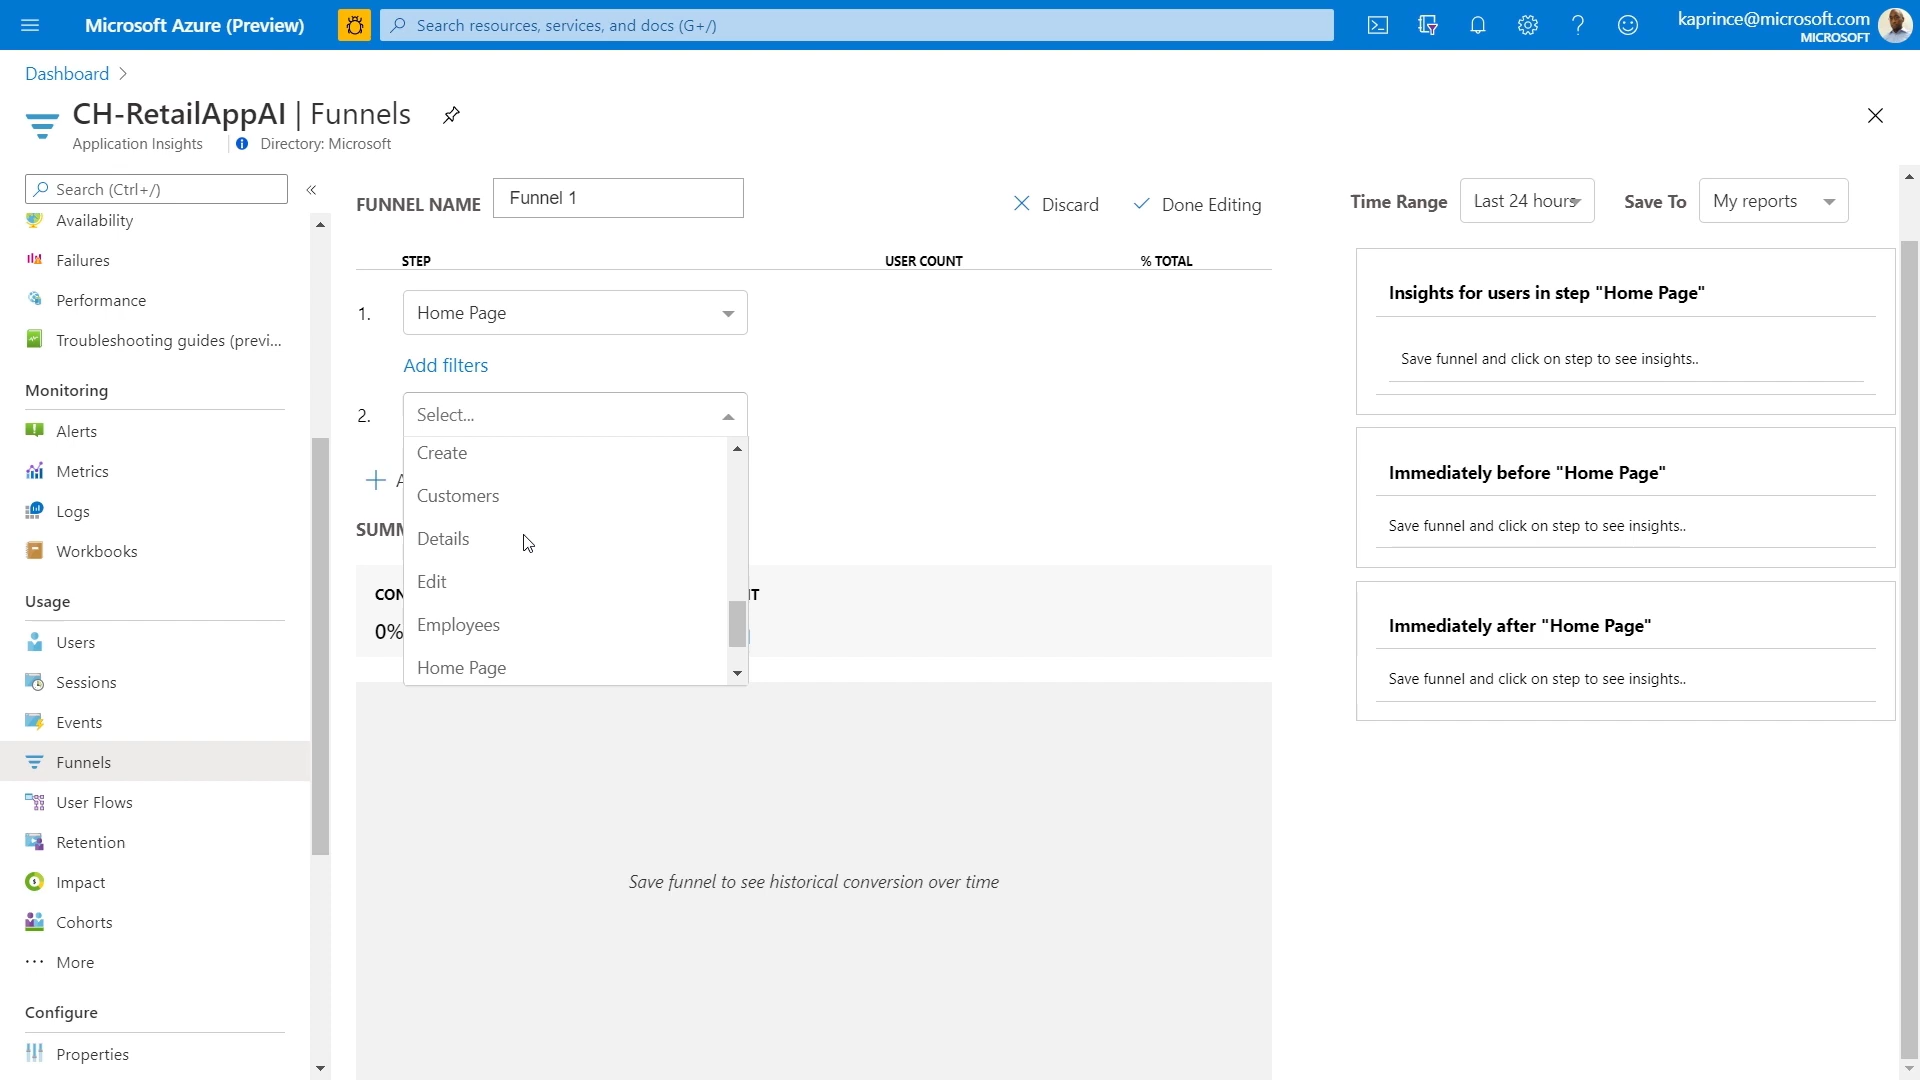 Microsoft Azure (Preview)
Search resources, services, and docs (G+/)
kaprince@microsoft.com
MICROSOFT
Dashboard
CH-RetailAppAI | Funnels
Application Insights
Directory: Microsoft
Search (Ctrl+/)
Availability
Failures
Performance
Troubleshooting guides (previ...
Monitoring
Alerts
Metrics
Logs
Workbooks
Usage
Users
Sessions
Events
Funnels
User Flows
Retention
Impact
Cohorts
More
Configure
Properties
FUNNEL NAME
Funnel 1
Discard
Done Editing
STEP
USER COUNT
% TOTAL
1.
Home Page
Add filters
2.
Select...
Create
Customers
Details
Edit
Employees
Home Page
0%
Save funnel to see historical conversion over time
Time Range
Last 24 hours
Save To
My reports
Insights for users in step "Home Page"
Save funnel and click on step to see insights..
Immediately before "Home Page"
Save funnel and click on step to see insights..
Immediately after "Home Page"
Save funnel and click on step to see insights..